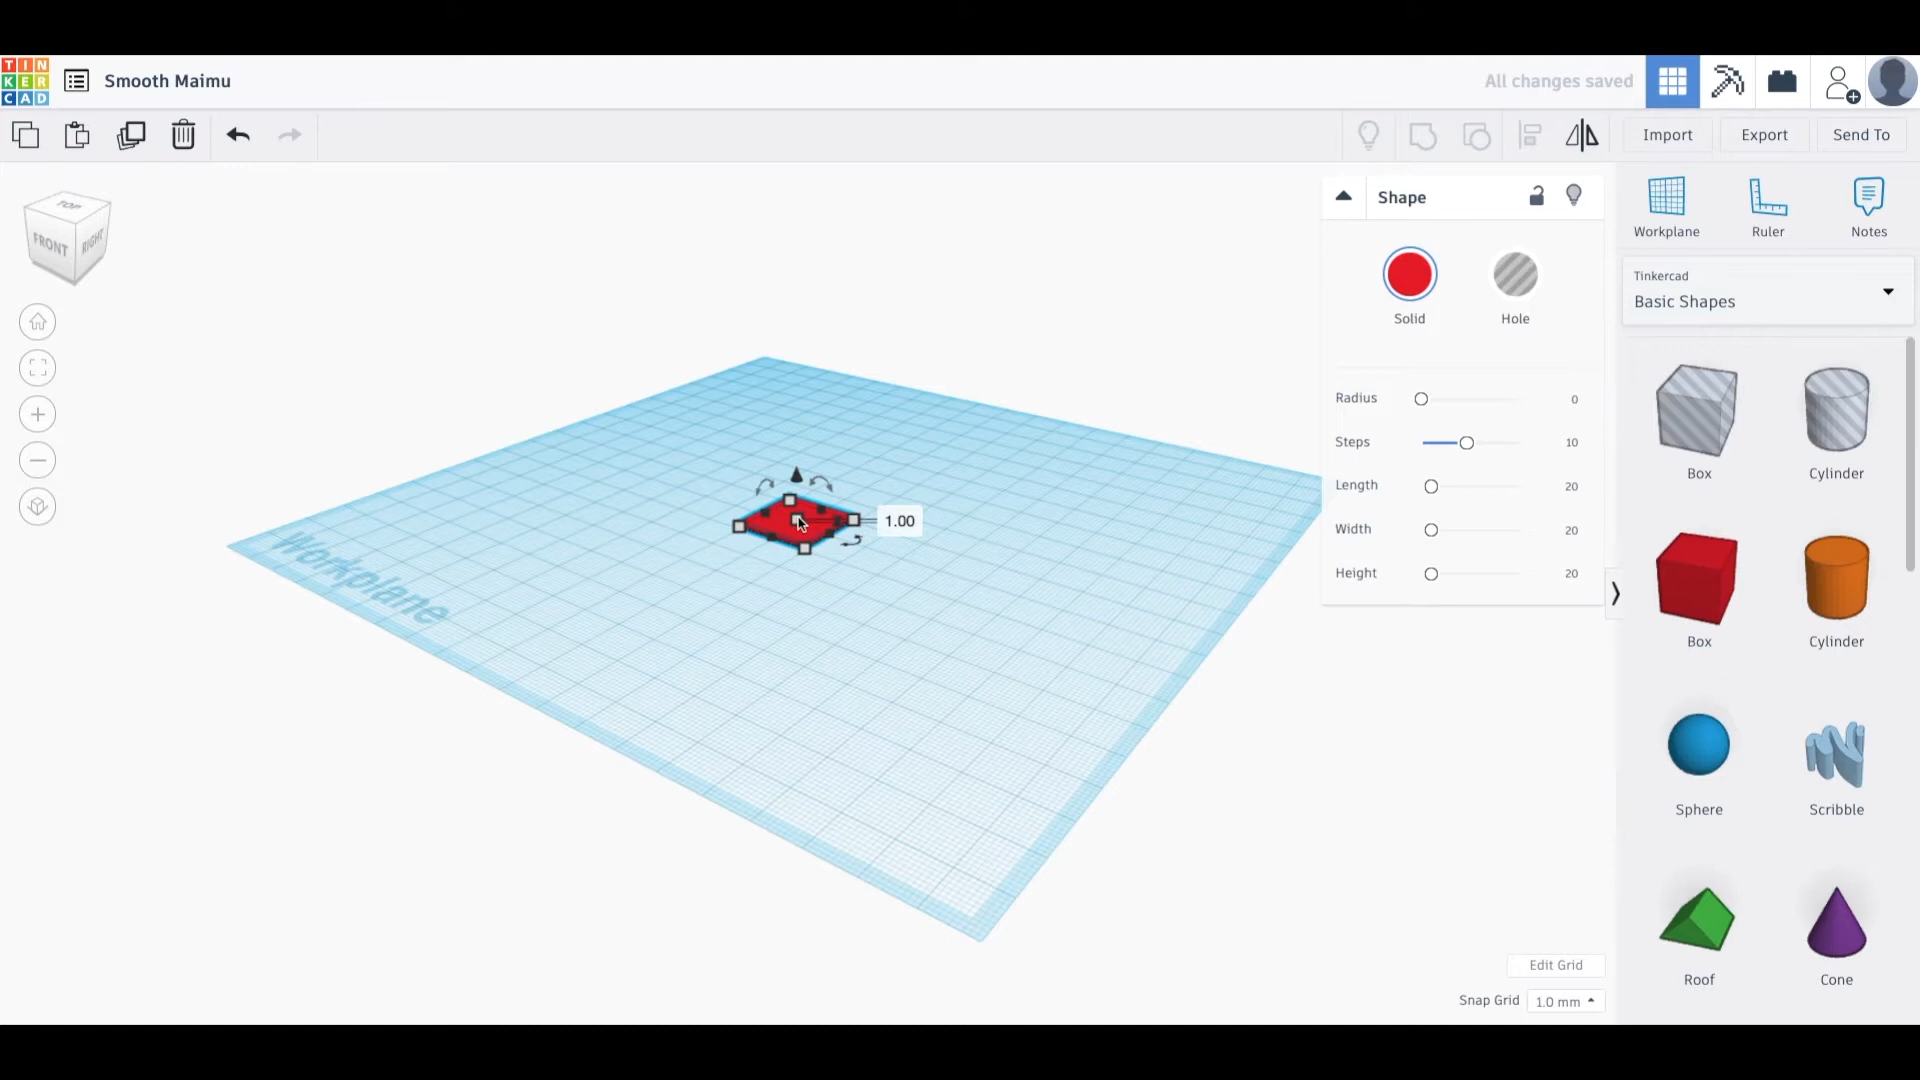 TIN
KER
CAD
Smooth Maimu
All changes saved
Import
Export
Send To
TOP
FRONT
RIGHT
Shape
Workplane
Ruler
Notes
Solid
Hole
Tinkercad
Basic Shapes
Radius
0
Steps
10
Length
20
Width
20
Height
20
1.00
Workplane
Box
Cylinder
Box
Cylinder
Sphere
Scribble
Roof
Cone
Edit Grid
Snap Grid
1.0 mm